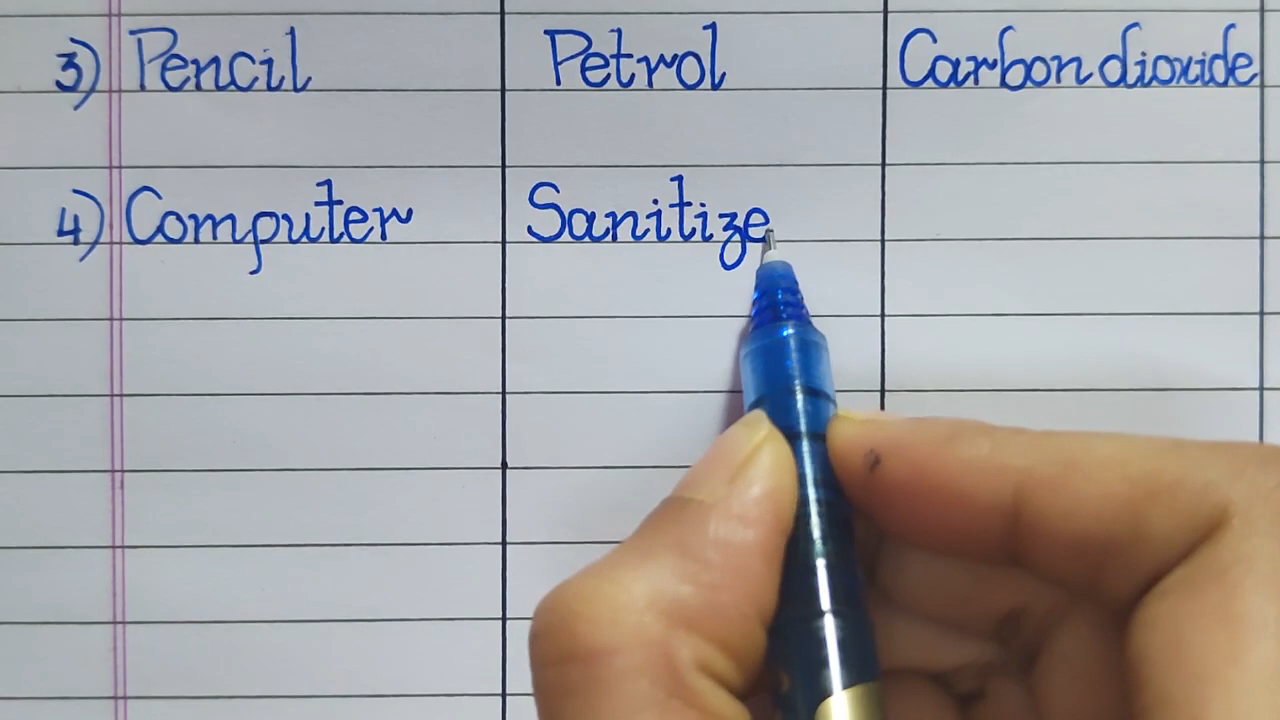 3) Pencil Petrol Carbondioxide
4) Computer Sanitize